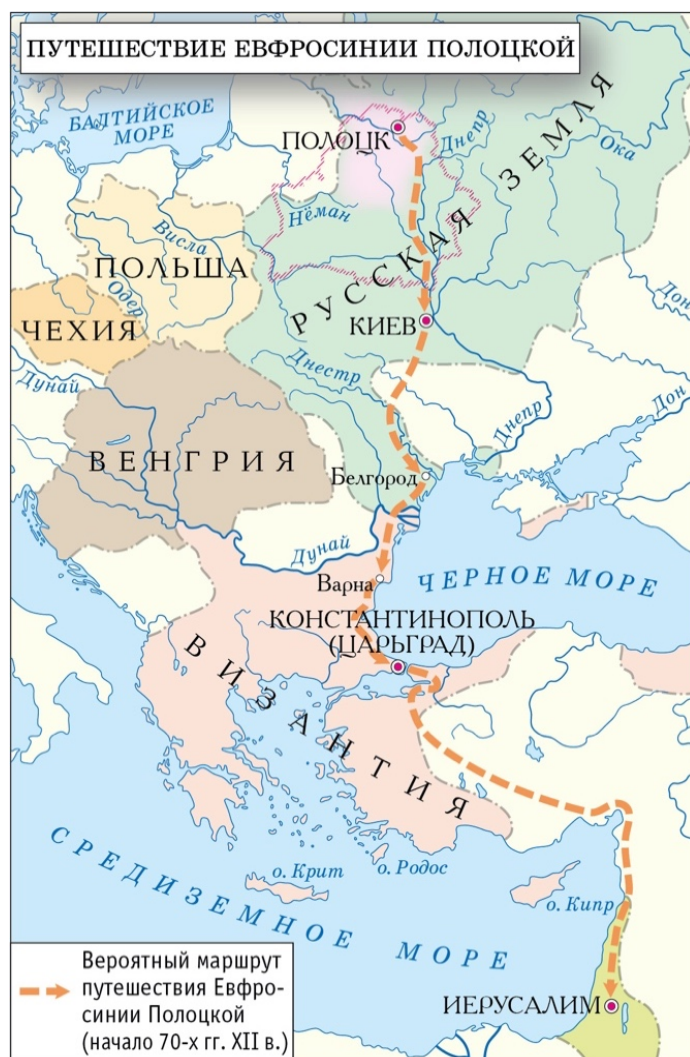 ПУТЕШЕСТВИЕ ЕВФРОСИНИИ ПОЛОЦКОЙ
БАЛТИЙСКОЕ
МОРЕ
ПОЛОЦК
Днепр
Ока
РУССКАЯ ЗЕМЛЯ
Нёман
Висла
ПОЛЬША
Одер
ЧЕХИЯ
КИЕВ
Дон
Дунай
Днестр
Днепр
Дон
ВЕНГРИЯ
Белгород
Дунай
Варна
ЧЕРНОЕ МОРЕ
КОНСТАНТИНОПОЛЬ
(ЦАРЬГРАД)
ВИЗАНТИЯ
о. Крит
о. Родос
о. Кипр
СРЕДИЗЕМНОЕ МОРЕ
ИЕРУСАЛИМ
Вероятный маршрут
путешествия Евфро-
синии Полоцкой
(начало 70-х гг. XII в.)